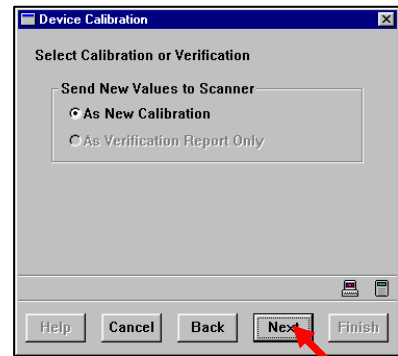 Device Calibration
Select Calibration or Verification
Send New Values to Scanner
As New Calibration
As Verification Report Only
Help Cancel Back Next Finish